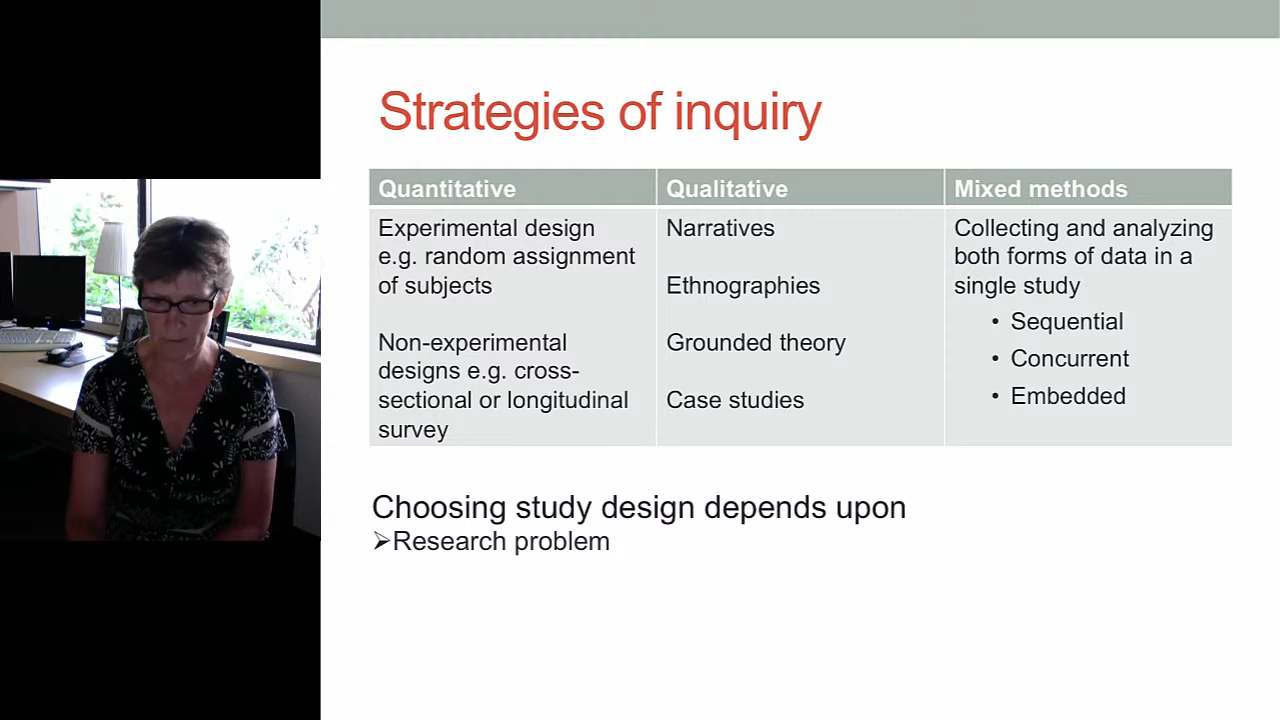 Strategies of inquiry
Quantitative
Qualitative
Mixed methods
Experimental design
e.g. random assignment
of subjects
Non-experimental
designs e.g. cross-
sectional or longitudinal
survey
Narratives
Ethnographies
Grounded theory
Case studies
Collecting and analyzing
both forms of data in a
single study
• Sequential
• Concurrent
• Embedded
Choosing study design depends upon
➢Research problem